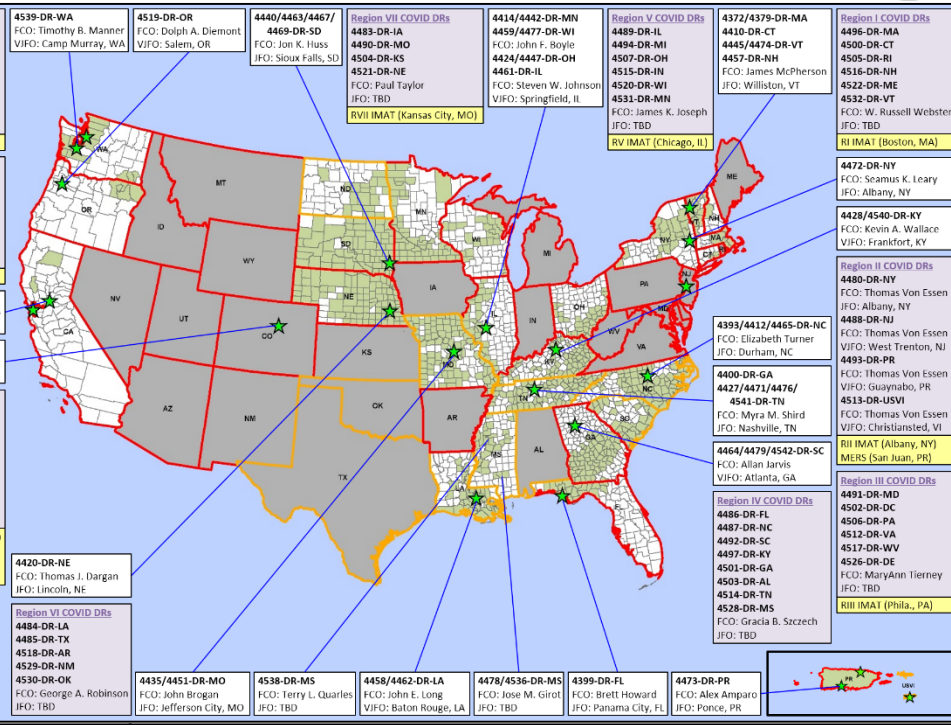 4539-DR-WA
FCO: Timothy B. Manner
VJFO: Camp Murray, WA
4519-DR-OR
FCO: Dolph A. Diemont
VJFO: Salem, OR
4440/4463/4467/
4469-DR-SD
FCO: Jon K. Huss
JFO: Sioux Falls, SD
Region VII COVID DRs
4483-DR-IA
4490-DR-MO
4504-DR-KS
4521-DR-NE
FCO: Paul Taylor
JFO: TBD
RVII IMAT (Kansas City, MO)
4414/4442-DR-MN
4459/4477-DR-WI
FCO: John F. Boyle
4424/4447-DR-OH
4461-DR-IL
FCO: Steven W. Johnson
VJFO: Springfield, IL
Region V COVID DRs
4489-DR-IL
4494-DR-MI
4507-DR-OH
4515-DR-IN
4520-DR-WI
4531-DR-MN
FCO: James K. Joseph
JFO: TBD
RV IMAT (Chicago, IL)
4372/4379-DR-MA
4410-DR-CT
4445/4474-DR-VT
4457-DR-NH
FCO: James McPherson
JFO: Williston, VT
Region I COVID DRs
4496-DR-MA
4500-DR-CT
4505-DR-RI
4516-DR-NH
4522-DR-ME
4532-DR-VT
FCO: W. Russell Webster
JFO: TBD
RI IMAT (Boston, MA)
4472-DR-NY
FCO: Seamus K. Leary
JFO: Albany, NY
4428/4540-DR-KY
FCO: Kevin A. Wallace
VJFO: Frankfort, KY
Region II COVID DRs
4480-DR-NY
FCO: Thomas Von Essen
JFO: Albany, NY
4488-DR-NJ
FCO: Thomas Von Essen
VJFO: West Trenton, NJ
4493-DR-PR
FCO: Thomas Von Essen
VJFO: Guaynabo, PR
4513-DR-USVI
FCO: Thomas Von Essen
VJFO: Christiansted, VI
RII IMAT (Albany, NY)
MERS (San Juan, PR)
4393/4412/4465-DR-NC
FCO: Elizabeth Turner
JFO: Durham, NC
4400-DR-GA
4427/4471/4476/
4541-DR-TN
FCO: Myra M. Shird
JFO: Nashville, TN
4464/4479/4542-DR-SC
FCO: Allan Jarvis
VJFO: Atlanta, GA
Region IV COVID DRs
4486-DR-FL
4487-DR-NC
4492-DR-SC
4497-DR-KY
4501-DR-GA
4503-DR-AL
4514-DR-TN
4528-DR-MS
FCO: Gracia B. Szczech
JFO: TBD
Region III COVID DRs
4491-DR-MD
4502-DR-DC
4506-DR-PA
4512-DR-VA
4517-DR-WV
4526-DR-DE
FCO: MaryAnn Tierney
JFO: TBD
RIII IMAT (Phila., PA)
WA
MT
ND
MN
ME
OR
ID
WY
SD
WI
MI
NY
VT
NH
MA
CT
RI
NV
UT
CA
CO
NE
IA
IL
IN
OH
PA
NJ
MD
WV
VA
KS
MO
KY
AZ
NM
OK
AR
TN
NC
SC
TX
LA
MS
AL
GA
FL
4420-DR-NE
FCO: Thomas J. Dargan
JFO: Lincoln, NE
Region VI COVID DRs
4484-DR-LA
4485-DR-TX
4518-DR-AR
4529-DR-NM
4530-DR-OK
FCO: George A. Robinson
JFO: TBD
4435/4451-DR-MO
FCO: John Brogan
JFO: Jefferson City, MO
4538-DR-MS
FCO: Terry L. Quarles
JFO: TBD
4458/4462-DR-LA
FCO: John E. Long
VJFO: Baton Rouge, LA
4478/4536-DR-MS
FCO: Jose M. Girot
JFO: TBD
4399-DR-FL
FCO: Brett Howard
JFO: Panama City, FL
4473-DR-PR
FCO: Alex Amparo
JFO: Ponce, PR
PR
USVI